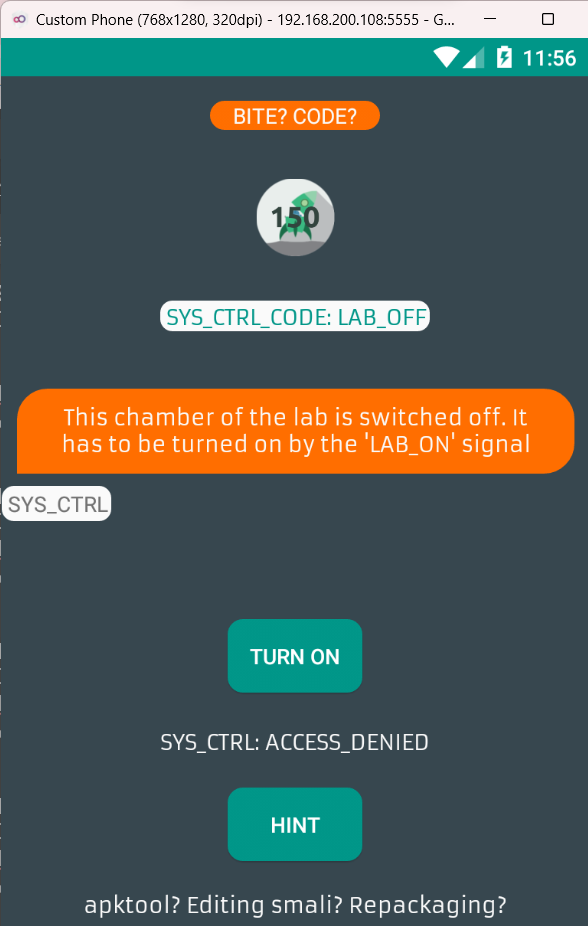 Custom Phone (768x1280, 320dpi) - 192.168.200.108:5555 - G...
11:56
BITE? CODE?
150
SYS_CTRL_CODE: LAB_OFF
This chamber of the lab is switched off. It
has to be turned on by the 'LAB_ON' signal
SYS_CTRL
TURN ON
SYS_CTRL: ACCESS_DENIED
HINT
apktool? Editing smali? Repackaging?